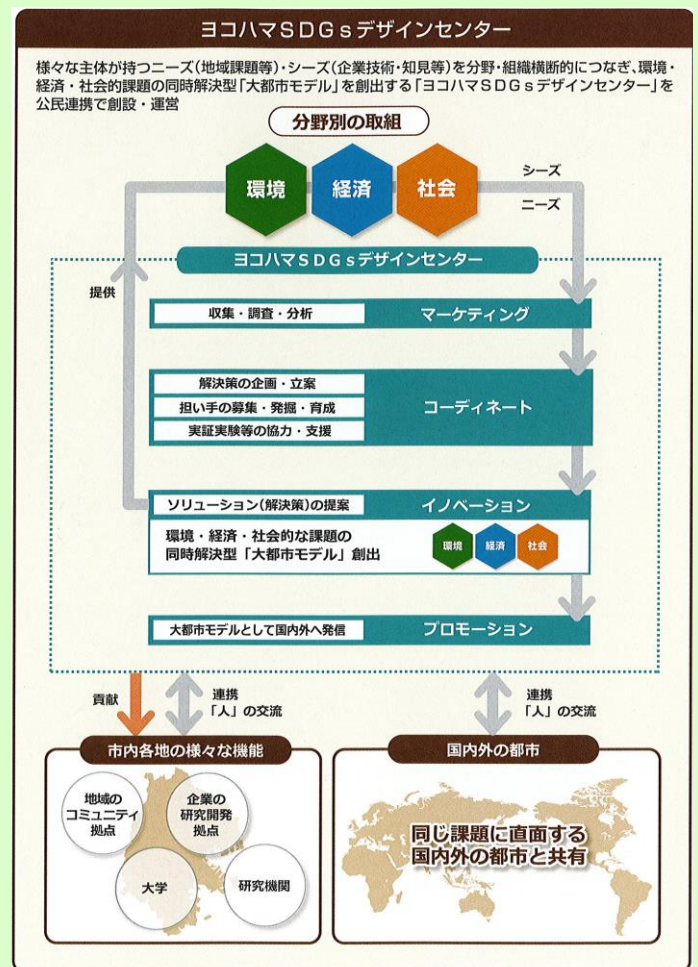 ヨコハマSDGsデザインセンター
様々な主体が持つニーズ(地域課題等)・シーズ(企業技術・知見等)を分野・組織横断的につなぎ、環境・
経済・社会的課題の同時解決型「大都市モデル」を創出する「ヨコハマSDGsデザインセンター」を
公民連携で創設・運営
分野別の取組
環境
経済
社会
シーズ
ニーズ
ヨコハマSDGsデザインセンター
提供
収集・調査・分析
マーケティング
解決策の企画・立案
担い手の募集・発掘・育成
実証実験等の協力・支援
コーディネート
ソリューション(解決策)の提案
イノベーション
環境・経済・社会的な課題の
同時解決型「大都市モデル」創出
環境
経済
社会
大都市モデルとして国内外へ発信
プロモーション
貢献
連携
「人」の交流
連携
「人」の交流
市内各地の様々な機能
地域の
コミュニティ
拠点
企業の
研究開発
拠点
大学
研究機関
国内外の都市
同じ課題に直面する
国内外の都市と共有